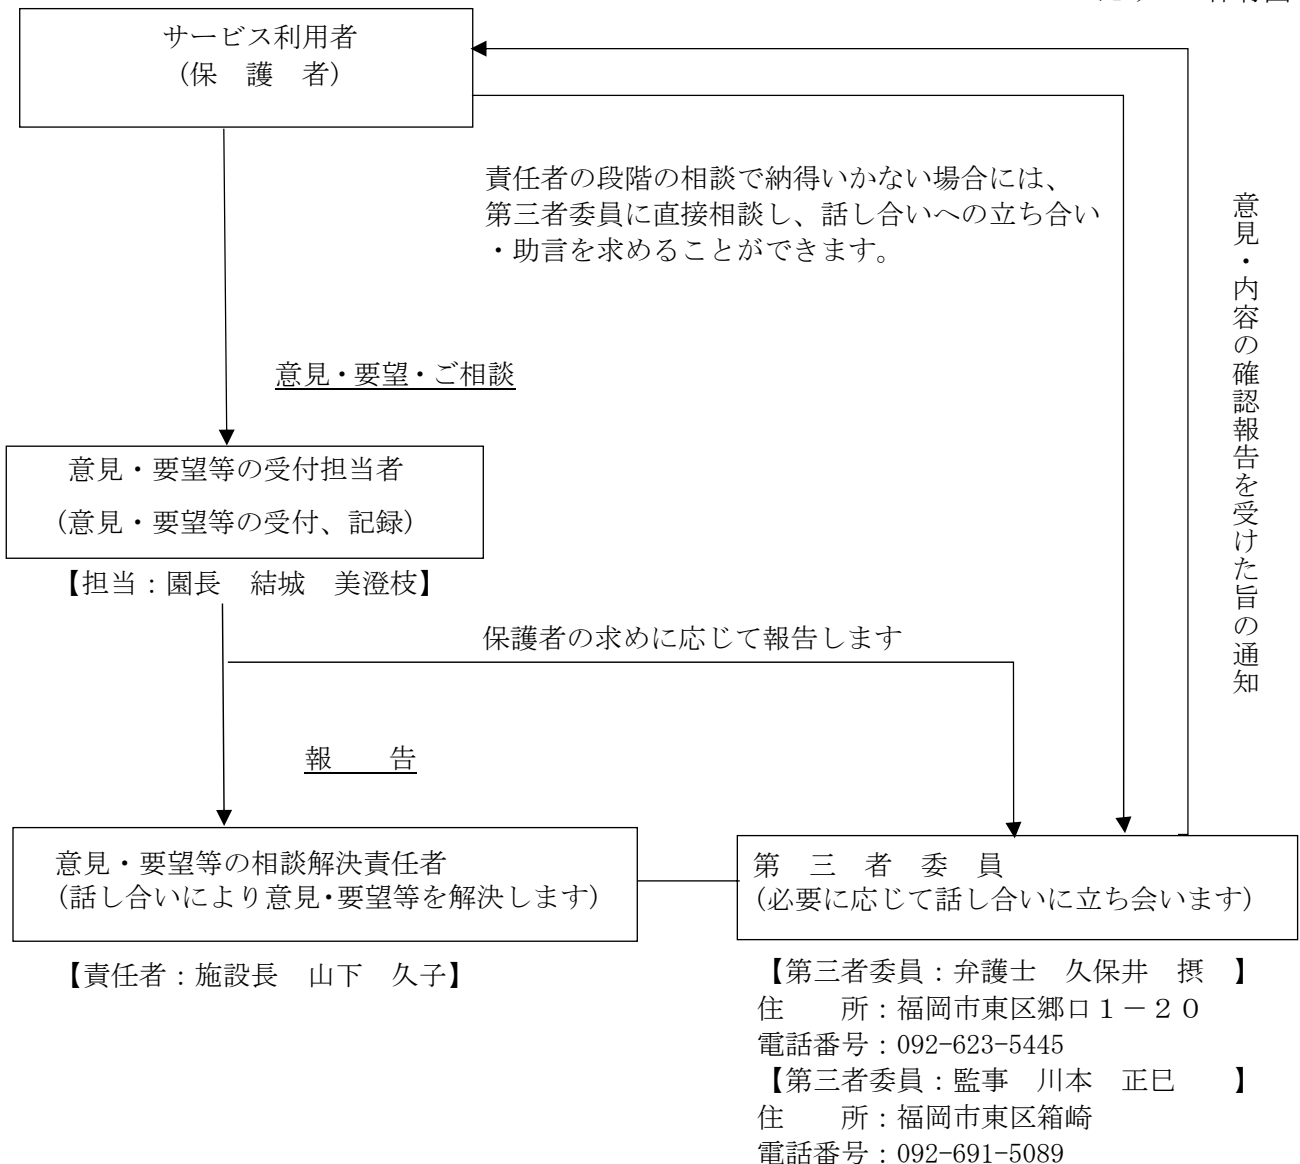 サービス利用者
(保　護　者)
責任者の段階の相談で納得いかない場合には、
第三者委員に直接相談し、話し合いへの立ち合い
・助言を求めることができます。
意見・内容の確認報告を受けた旨の通知
意見・要望・ご相談
意見・要望等の受付担当者
(意見・要望等の受付、記録)
【担当：園長　結城　美澄枝】
保護者の求めに応じて報告します
報　　告
意見・要望等の相談解決責任者
(話し合いにより意見・要望等を解決します)
【責任者：施設長　山下　久子】
第　三　者　委　員
(必要に応じて話し合いに立ち会います)
【第三者委員：弁護士　久保井　摂　】
住　　所：福岡市東区郷口１－２０
電話番号：092-623-5445
【第三者委員：監事　川本　正巳　　】
住　　所：福岡市東区箱崎
電話番号：092-691-5089